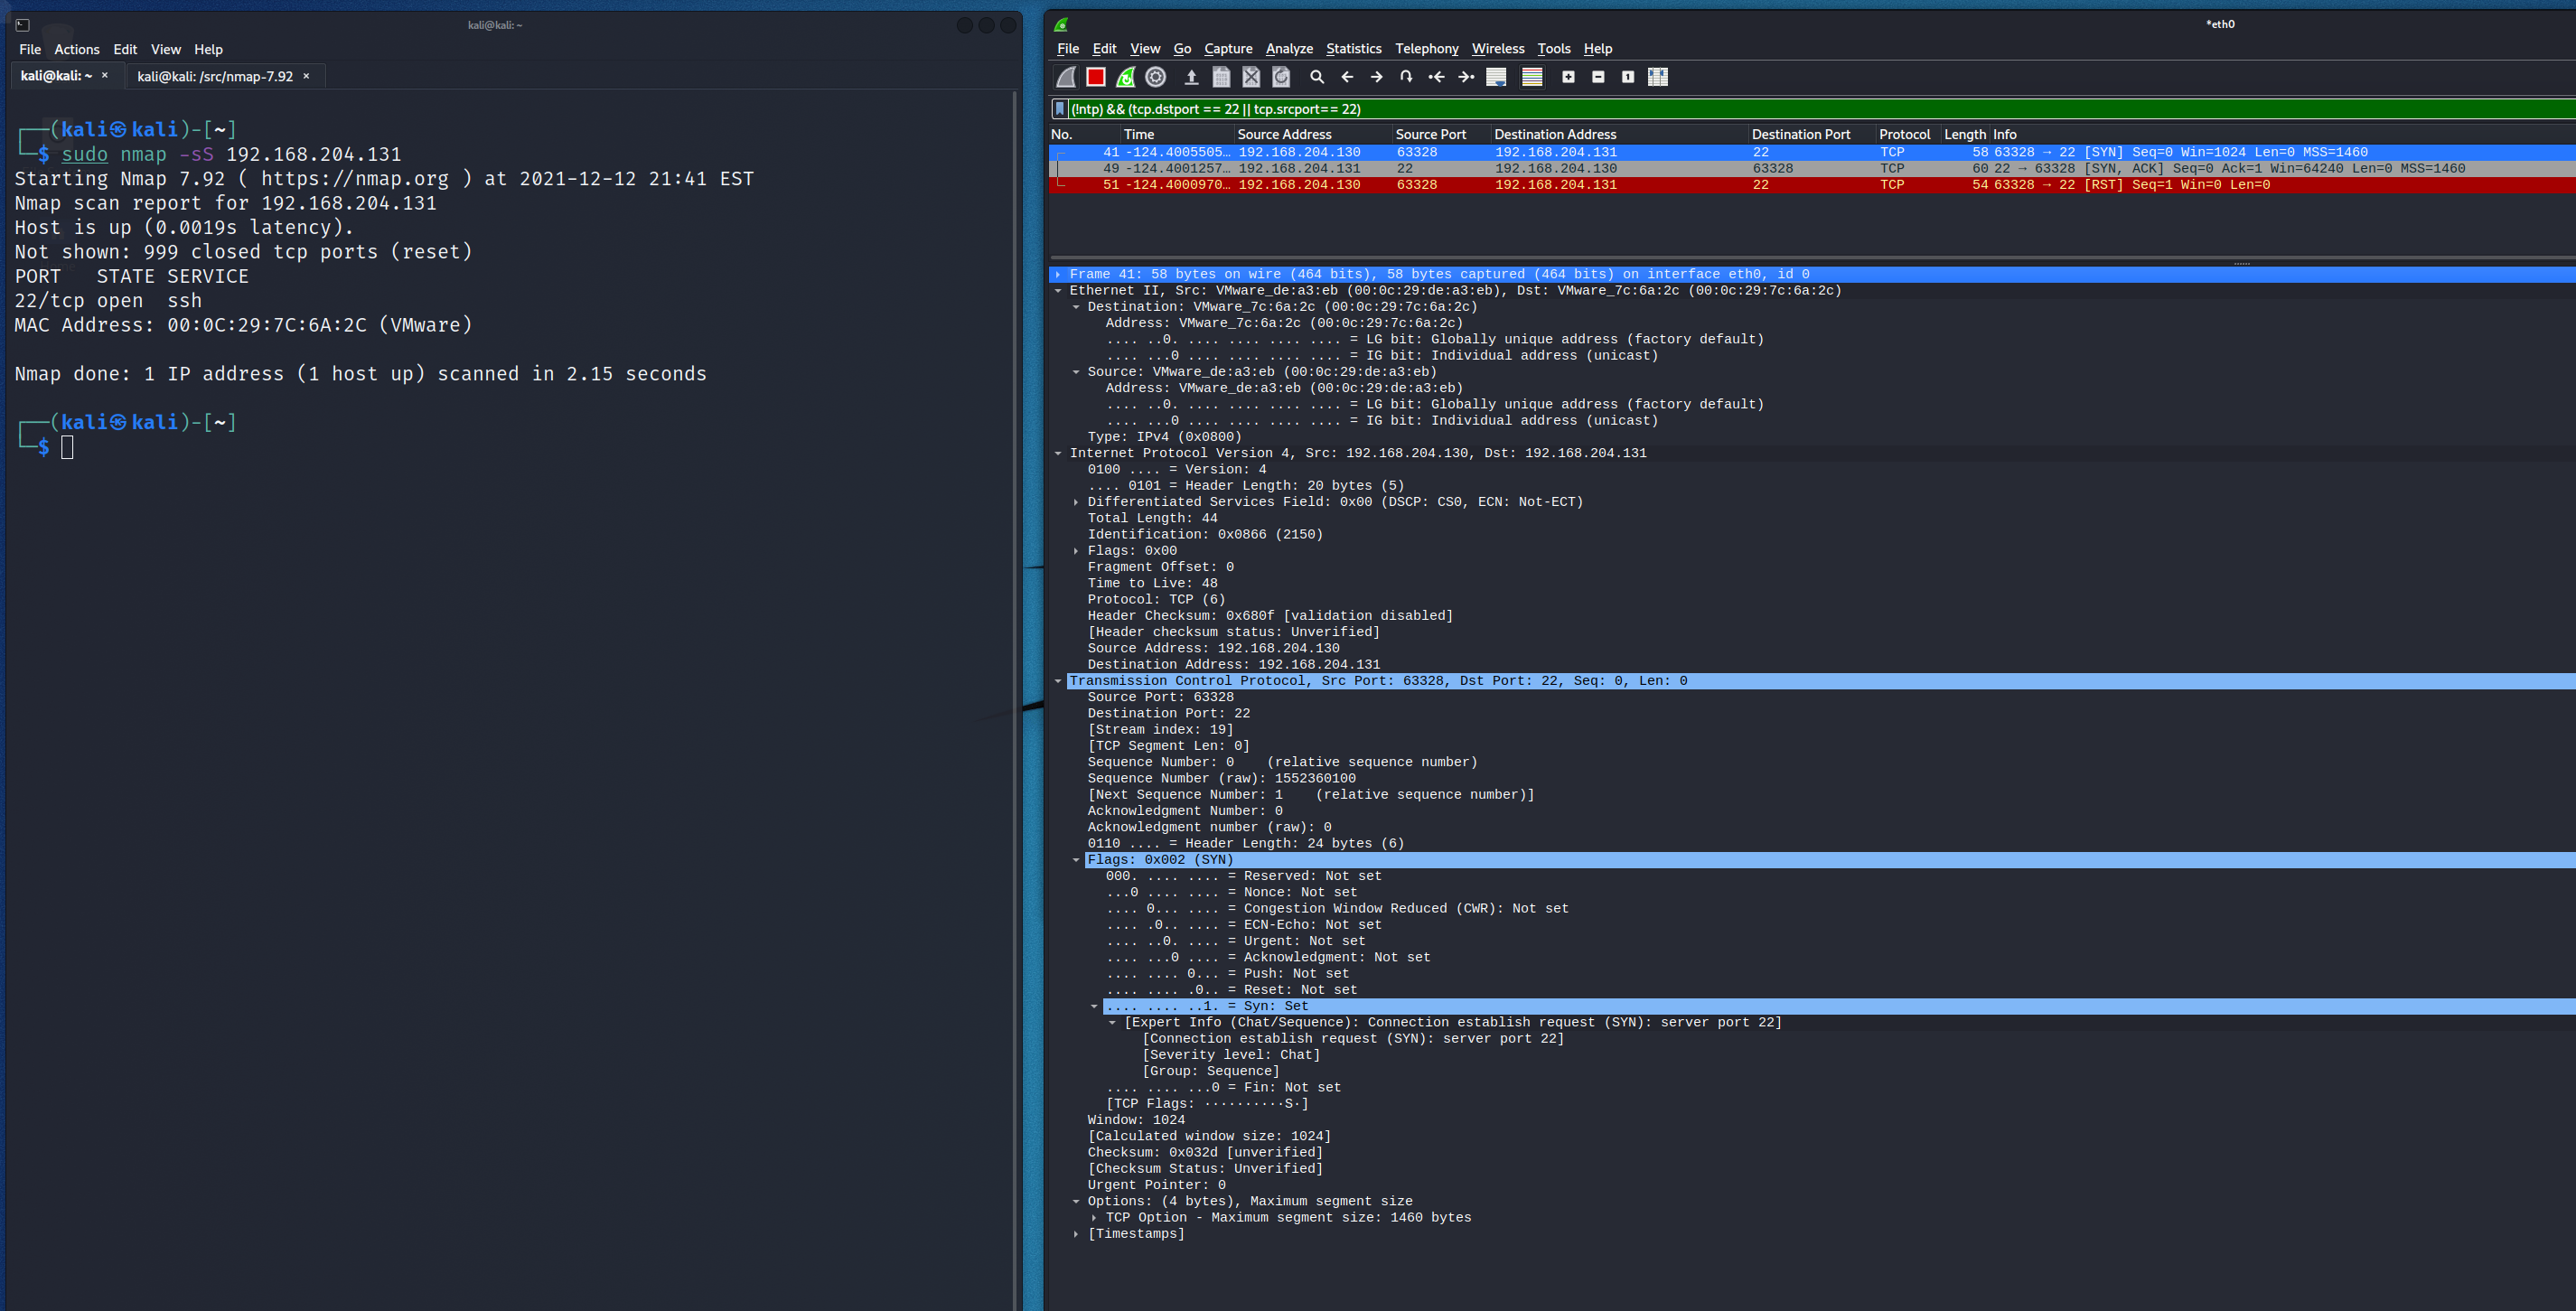 kali@kali: ~
File Actions Edit View Help
kali@kali: ~ × kali@kali: /src/nmap-7.92 ×
┌──(kali㉿kali)-[~]
└─$ sudo nmap -sS 192.168.204.131
Starting Nmap 7.92 ( https://nmap.org ) at 2021-12-12 21:41 EST
Nmap scan report for 192.168.204.131
Host is up (0.0019s latency).
Not shown: 999 closed tcp ports (reset)
PORT   STATE SERVICE
22/tcp open  ssh
MAC Address: 00:0C:29:7C:6A:2C (VMware)
Nmap done: 1 IP address (1 host up) scanned in 2.15 seconds
┌──(kali㉿kali)-[~]
└─$
*eth0
File Edit View Go Capture Analyze Statistics Telephony Wireless Tools Help
(!ntp) && (tcp.dstport == 22 || tcp.srcport== 22)
No. Time Source Address Source Port Destination Address Destination Port Protocol Length Info
41 -124.4005505… 192.168.204.130 63328 192.168.204.131 22 TCP 58 63328 → 22 [SYN] Seq=0 Win=1024 Len=0 MSS=1460
49 -124.4001257… 192.168.204.131 22 192.168.204.130 63328 TCP 60 22 → 63328 [SYN, ACK] Seq=0 Ack=1 Win=64240 Len=0 MSS=1460
51 -124.4000970… 192.168.204.130 63328 192.168.204.131 22 TCP 54 63328 → 22 [RST] Seq=1 Win=0 Len=0
Frame 41: 58 bytes on wire (464 bits), 58 bytes captured (464 bits) on interface eth0, id 0
Ethernet II, Src: VMware_de:a3:eb (00:0c:29:de:a3:eb), Dst: VMware_7c:6a:2c (00:0c:29:7c:6a:2c)
Destination: VMware_7c:6a:2c (00:0c:29:7c:6a:2c)
Address: VMware_7c:6a:2c (00:0c:29:7c:6a:2c)
.... ..0. .... .... .... .... = LG bit: Globally unique address (factory default)
.... ...0 .... .... .... .... = IG bit: Individual address (unicast)
Source: VMware_de:a3:eb (00:0c:29:de:a3:eb)
Address: VMware_de:a3:eb (00:0c:29:de:a3:eb)
.... ..0. .... .... .... .... = LG bit: Globally unique address (factory default)
.... ...0 .... .... .... .... = IG bit: Individual address (unicast)
Type: IPv4 (0x0800)
Internet Protocol Version 4, Src: 192.168.204.130, Dst: 192.168.204.131
0100 .... = Version: 4
.... 0101 = Header Length: 20 bytes (5)
Differentiated Services Field: 0x00 (DSCP: CS0, ECN: Not-ECT)
Total Length: 44
Identification: 0x0866 (2150)
Flags: 0x00
Fragment Offset: 0
Time to Live: 48
Protocol: TCP (6)
Header Checksum: 0x680f [validation disabled]
[Header checksum status: Unverified]
Source Address: 192.168.204.130
Destination Address: 192.168.204.131
Transmission Control Protocol, Src Port: 63328, Dst Port: 22, Seq: 0, Len: 0
Source Port: 63328
Destination Port: 22
[Stream index: 19]
[TCP Segment Len: 0]
Sequence Number: 0    (relative sequence number)
Sequence Number (raw): 1552360100
[Next Sequence Number: 1    (relative sequence number)]
Acknowledgment Number: 0
Acknowledgment number (raw): 0
0110 .... = Header Length: 24 bytes (6)
Flags: 0x002 (SYN)
000. .... .... = Reserved: Not set
...0 .... .... = Nonce: Not set
.... 0... .... = Congestion Window Reduced (CWR): Not set
.... .0.. .... = ECN-Echo: Not set
.... ..0. .... = Urgent: Not set
.... ...0 .... = Acknowledgment: Not set
.... .... 0... = Push: Not set
.... .... .0.. = Reset: Not set
.... .... ..1. = Syn: Set
[Expert Info (Chat/Sequence): Connection establish request (SYN): server port 22]
[Connection establish request (SYN): server port 22]
[Severity level: Chat]
[Group: Sequence]
.... .... ...0 = Fin: Not set
[TCP Flags: ··········S·]
Window: 1024
[Calculated window size: 1024]
Checksum: 0x032d [unverified]
[Checksum Status: Unverified]
Urgent Pointer: 0
Options: (4 bytes), Maximum segment size
TCP Option - Maximum segment size: 1460 bytes
[Timestamps]